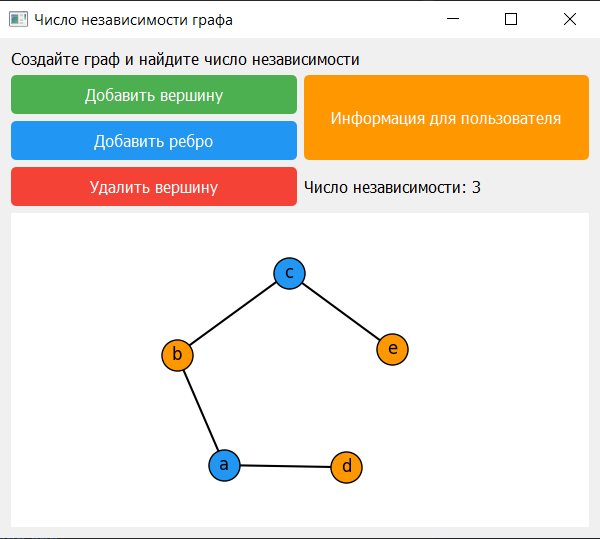 Число независимости графа
Создайте граф и найдите число независимости
Добавить вершину
Информация для пользователя
Добавить ребро
Удалить вершину
Число независимости: 3
c
b
e
a
d